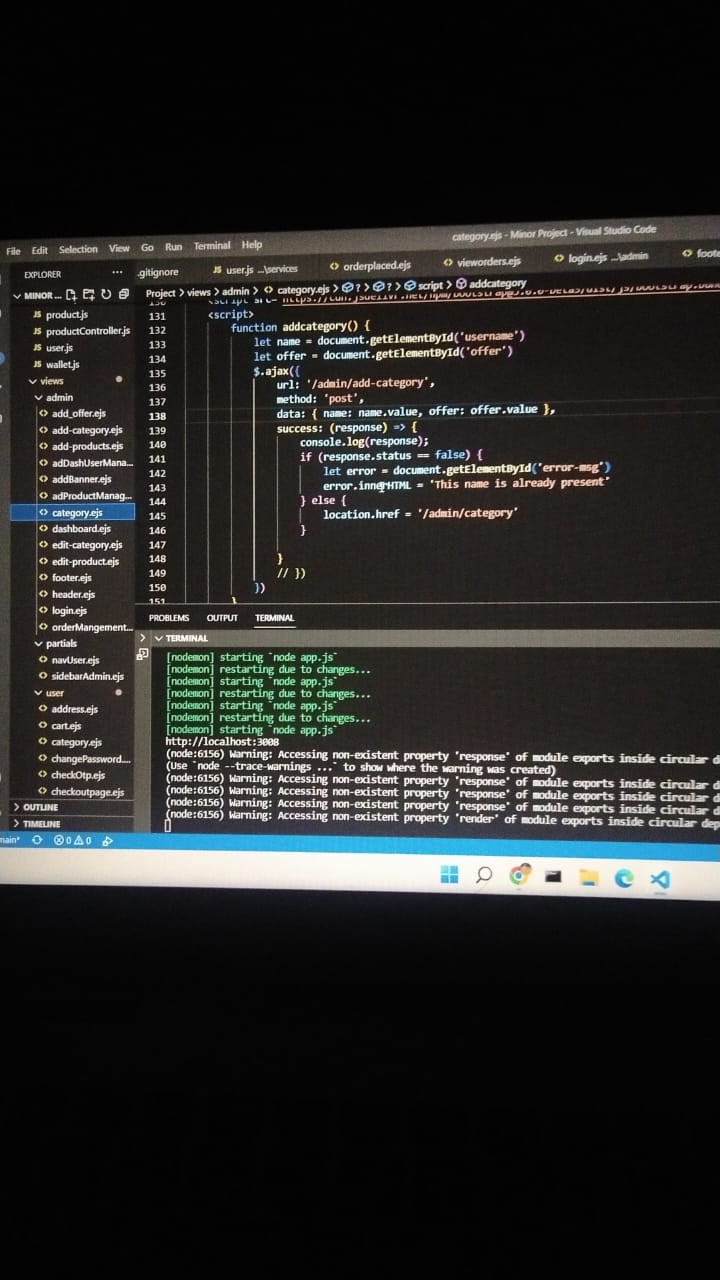 category.ejs - Minor Project - Visual Studio Code
File Edit Selection View Go Run Terminal Help
EXPLORER ...
.gitignore
JS user.js ...\services
orderplaced.ejs
vieworders.ejs
login.ejs ...\admin
foote
MINOR ...
Project > views > admin > category.ejs > ? > ? > script > addcategory
JS product.js
JS productController.js
JS user.js
JS wallet.js
views
admin
add_offer.ejs
add-category.ejs
add-products.ejs
adDashUserMana...
addBanner.ejs
adProductManag...
category.ejs
dashboard.ejs
edit-category.ejs
edit-product.ejs
footer.ejs
header.ejs
login.ejs
orderMangement...
partials
navUser.ejs
sidebarAdmin.ejs
user
address.ejs
cart.ejs
category.ejs
changePassword....
checkOtp.ejs
checkoutpage.ejs
OUTLINE
TIMELINE
131 <script>
132 function addcategory() {
133 let name = document.getElementById('username')
134 let offer = document.getElementById('offer')
135 $.ajax({
136 url: '/admin/add-category',
137 method: 'post',
138 data: { name: name.value, offer: offer.value },
139 success: (response) => {
140 console.log(response);
141 if (response.status == false) {
142 let error = document.getElementById('error-msg')
143 error.innerHTML = 'This name is already present'
144 } else {
145 location.href = '/admin/category'
146 }
147
148 }
149 // })
150 })
151 }
PROBLEMS OUTPUT TERMINAL
TERMINAL
[nodemon] starting `node app.js`
[nodemon] restarting due to changes...
[nodemon] starting `node app.js`
[nodemon] restarting due to changes...
[nodemon] starting `node app.js`
[nodemon] restarting due to changes...
[nodemon] starting `node app.js`
http://localhost:3008
(node:6156) Warning: Accessing non-existent property 'response' of module exports inside circular d
(Use `node --trace-warnings ...` to show where the warning was created)
(node:6156) Warning: Accessing non-existent property 'response' of module exports inside circular d
(node:6156) Warning: Accessing non-existent property 'response' of module exports inside circular d
(node:6156) Warning: Accessing non-existent property 'response' of module exports inside circular d
(node:6156) Warning: Accessing non-existent property 'render' of module exports inside circular dep
main* 0 0